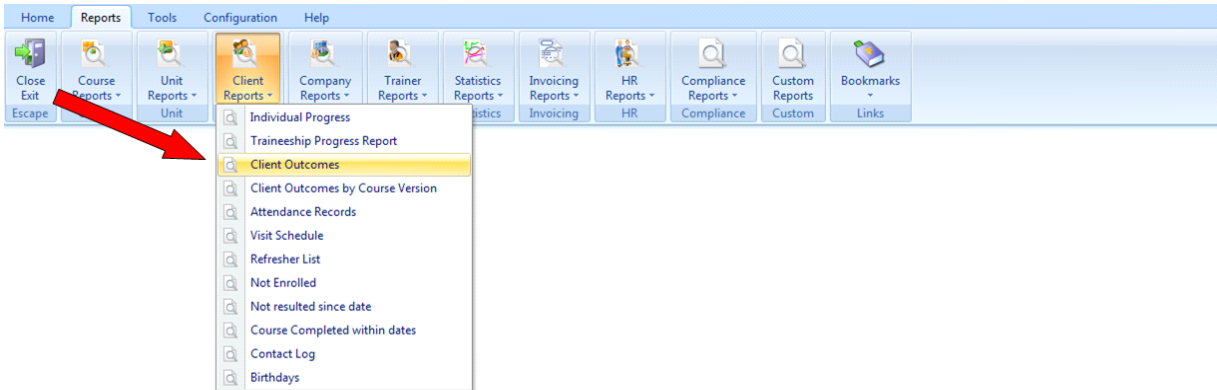 Home Reports Tools Configuration Help
Close Course Unit Client Company Trainer Statistics Invoicing HR Compliance Custom Bookmarks
Exit Reports Reports Reports Reports Reports Reports Reports Reports Reports Reports
Escape Unit Invoicing HR Compliance Custom Links
Individual Progress
Traineeship Progress Report
Client Outcomes
Client Outcomes by Course Version
Attendance Records
Visit Schedule
Refresher List
Not Enrolled
Not resulted since date
Course Completed within dates
Contact Log
Birthdays